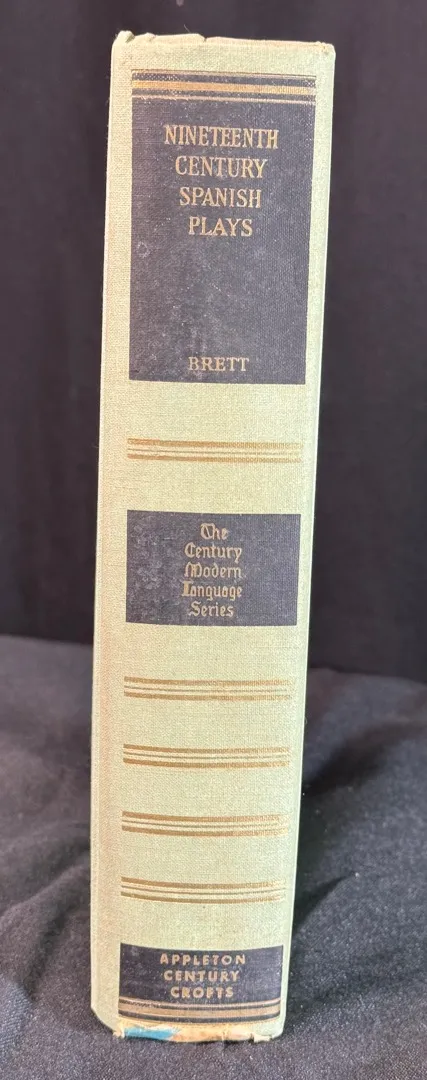 NINETEENTH
CENTURY
SPANISH
PLAYS
BRETT
The
Century
Modern
Language
Series
APPLETON
CENTURY
CROFTS